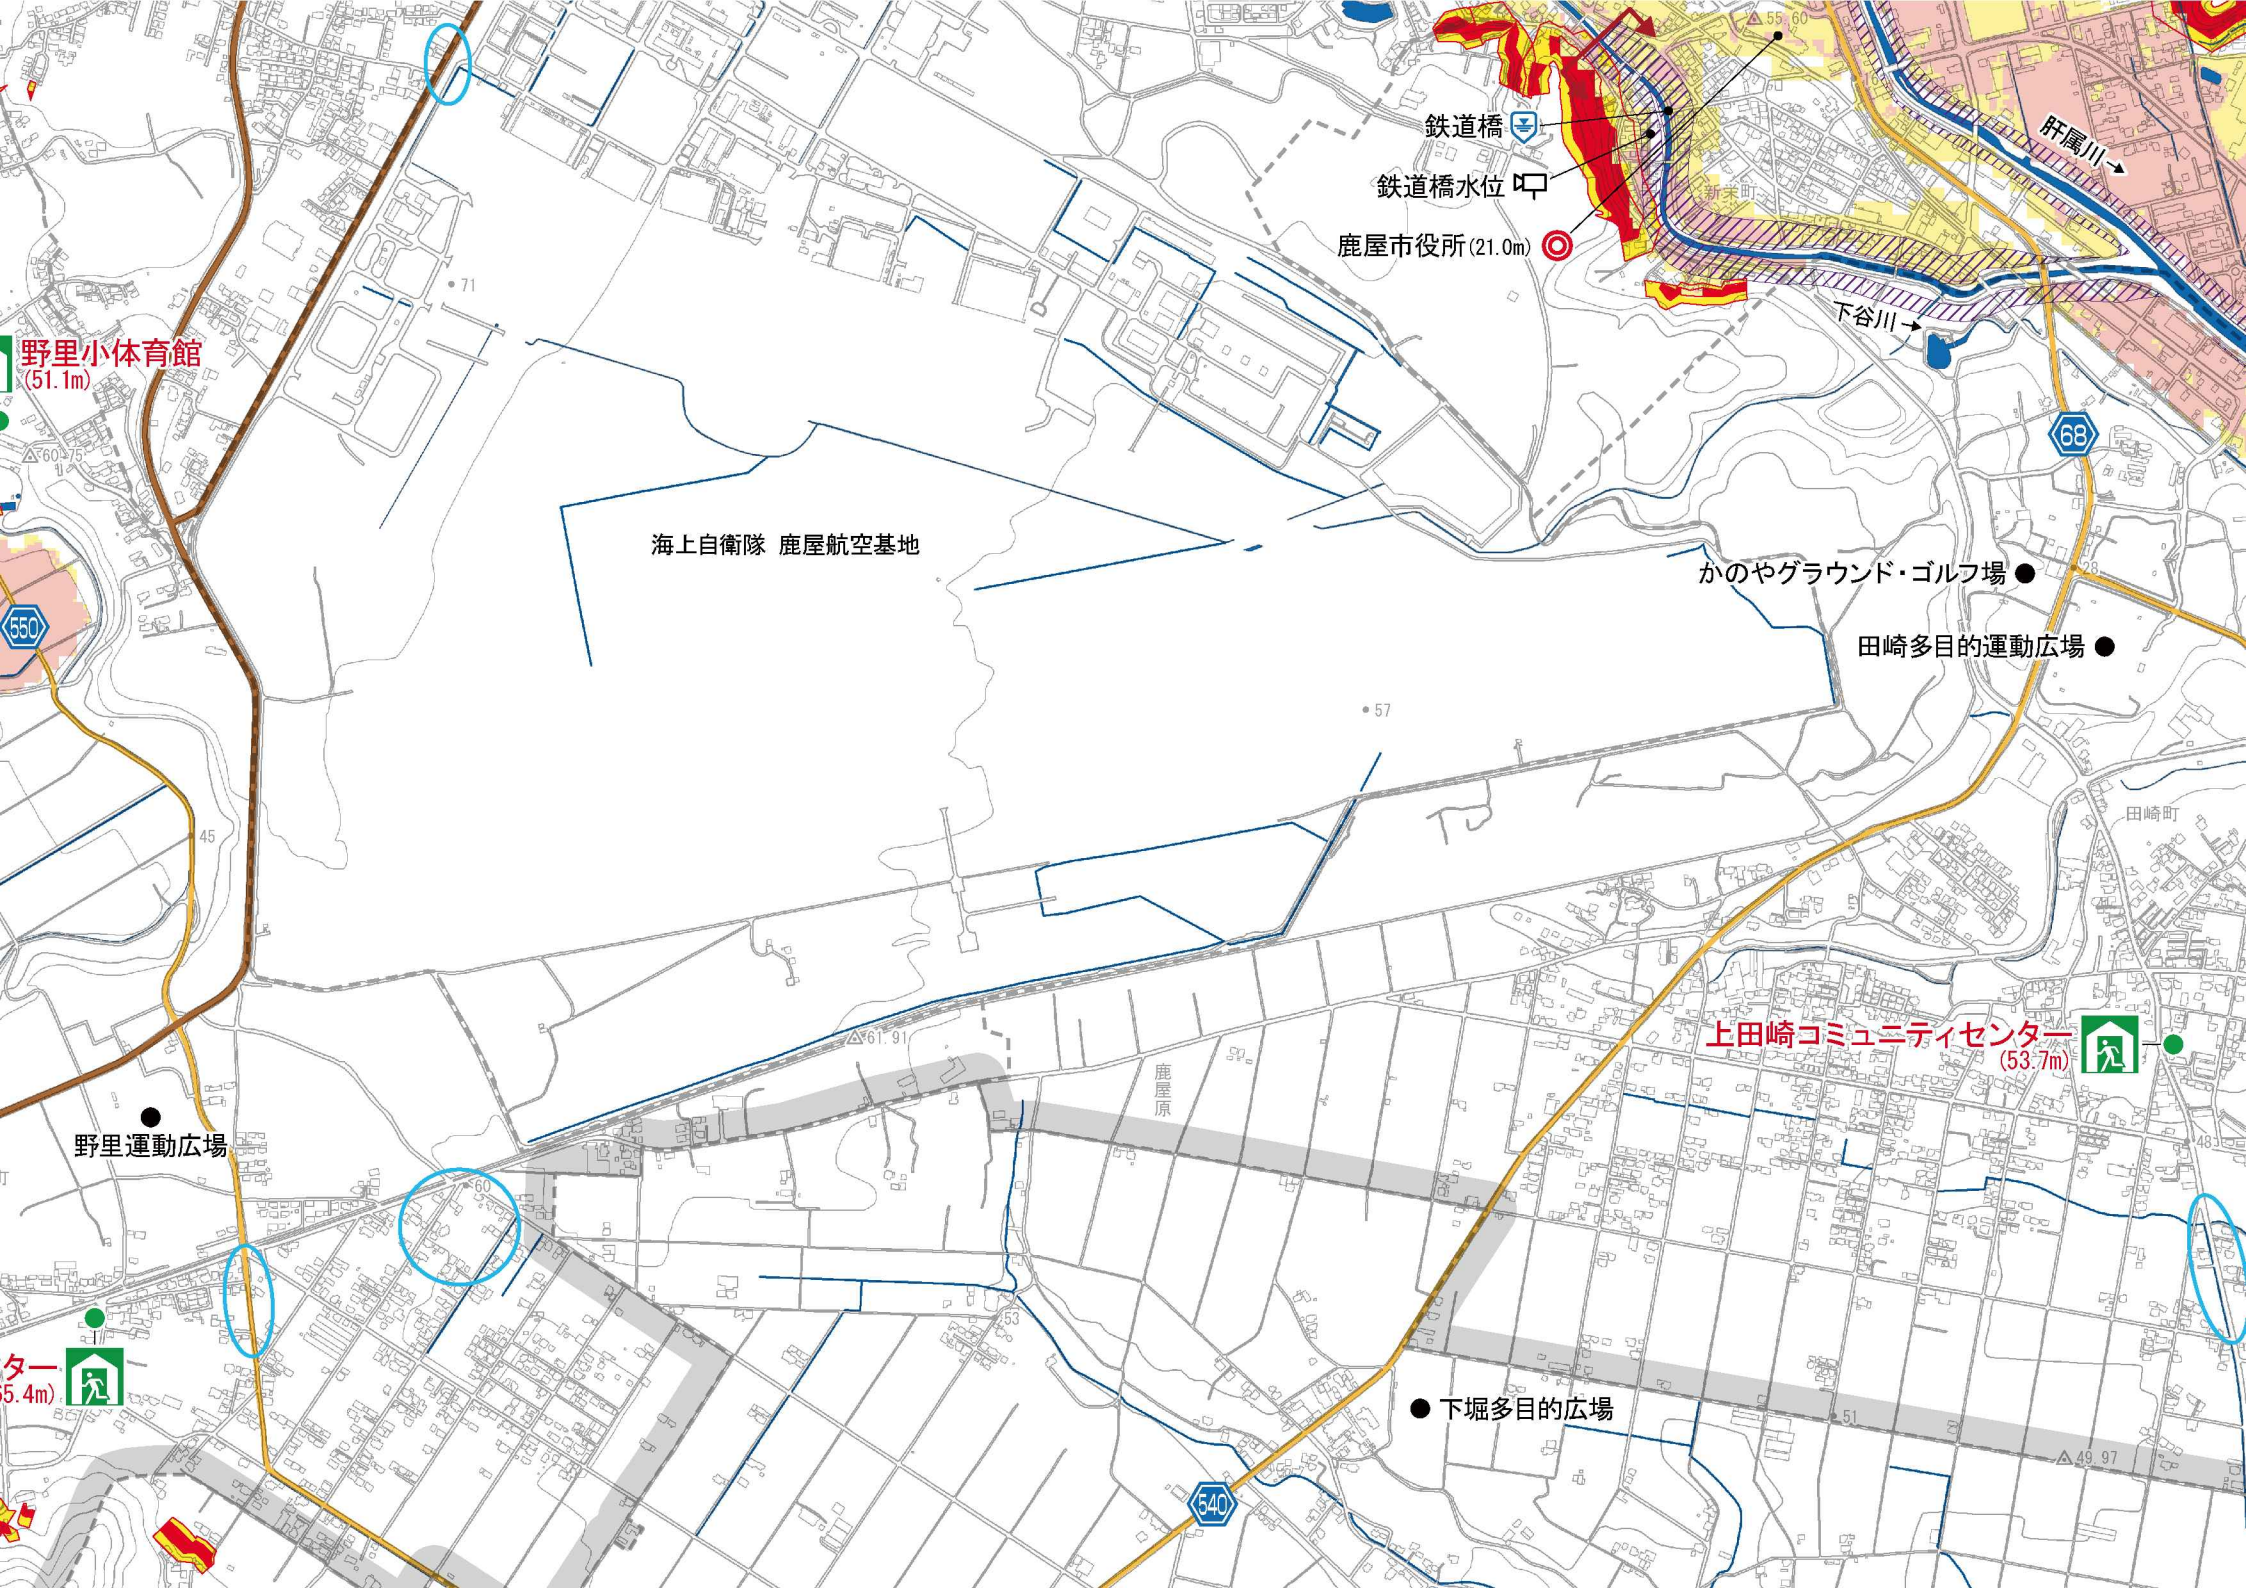 55.60
鉄道橋
肝属川→
鉄道橋水位
新栄町
鹿屋市役所(21.0m)
71
下谷川→
野里小体育館
(51.1m)
68
60.75
海上自衛隊 鹿屋航空基地
かのやグラウンド・ゴルフ場
28
550
田崎多目的運動広場
57
田崎町
45
上田崎コミュニティセンター
(53.7m)
61.91
鹿屋原
野里運動広場
48
60
53
ター
5.4m)
下堀多目的広場
51
49.97
540